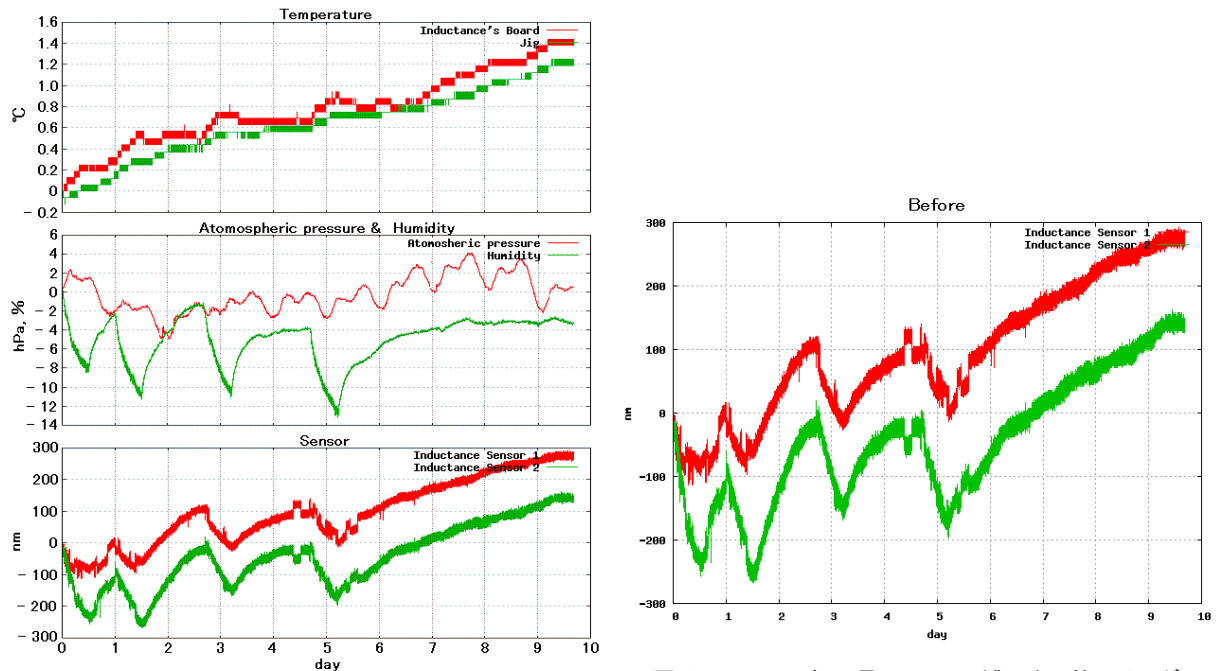 Temperature
Inductance's Board
Jig
1.6
1.4
1.2
1.0
0.8
0.6
0.4
0.2
0
-0.2
℃
Atomospheric pressure & Humidity
Atomosheric pressure
Humidity
6
4
2
0
-2
-4
-6
-8
-10
-12
-14
hPa, %
Sensor
Inductance Sensor 1
Inductance Sensor 2
300
200
100
0
-100
-200
-300
nm
0 1 2 3 4 5 6 7 8 9 10
day
Before
Inductance Sensor 1
Inductance Sensor 2
300
200
100
0
-100
-200
-300
nm
0 1 2 3 4 5 6 7 8 9 10
day